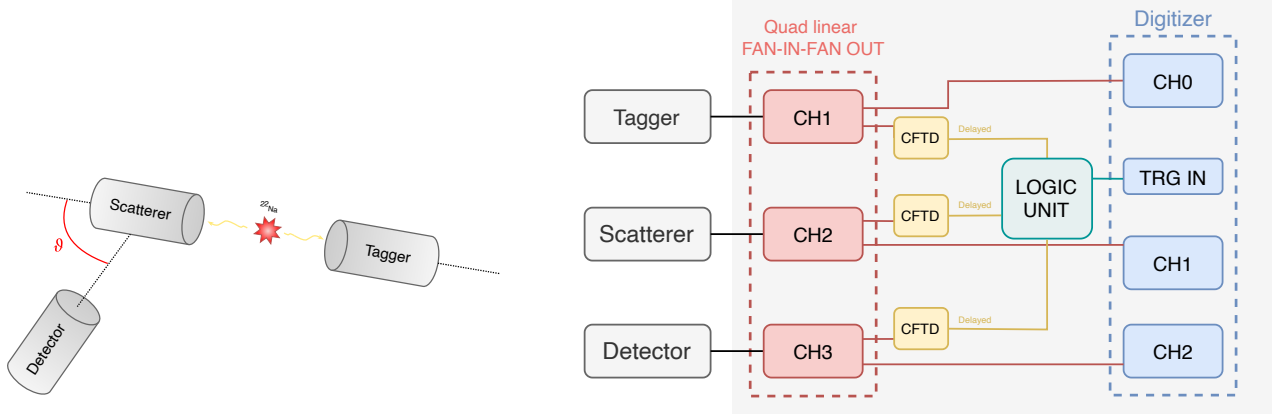 Scatterer
²²Na
Tagger
ϑ
Detector
Quad linear
FAN-IN-FAN OUT
Digitizer
Tagger
CH1
CFTD
Delayed
CH0
LOGIC
UNIT
TRG IN
Scatterer
CH2
CFTD
Delayed
CH1
Detector
CH3
CFTD
Delayed
CH2